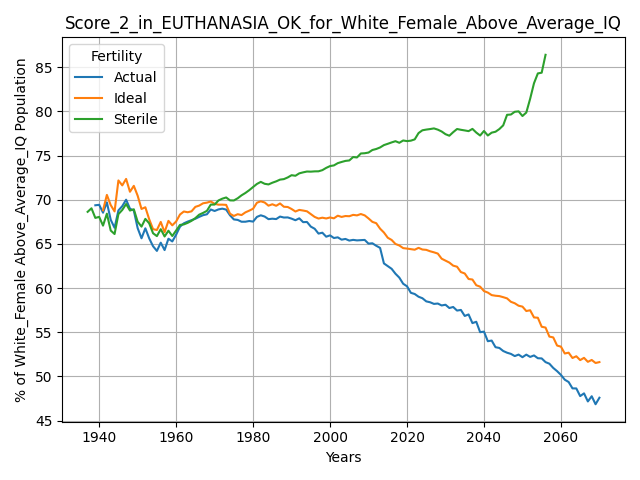 Score_2_in_EUTHANASIA_OK_for_White_Female_Above_Average_IQ
Fertility
Actual
Ideal
Sterile
% of White_Female Above_Average_IQ Population
85
80
75
70
65
60
55
50
45
1940
1960
1980
2000
2020
2040
2060
Years